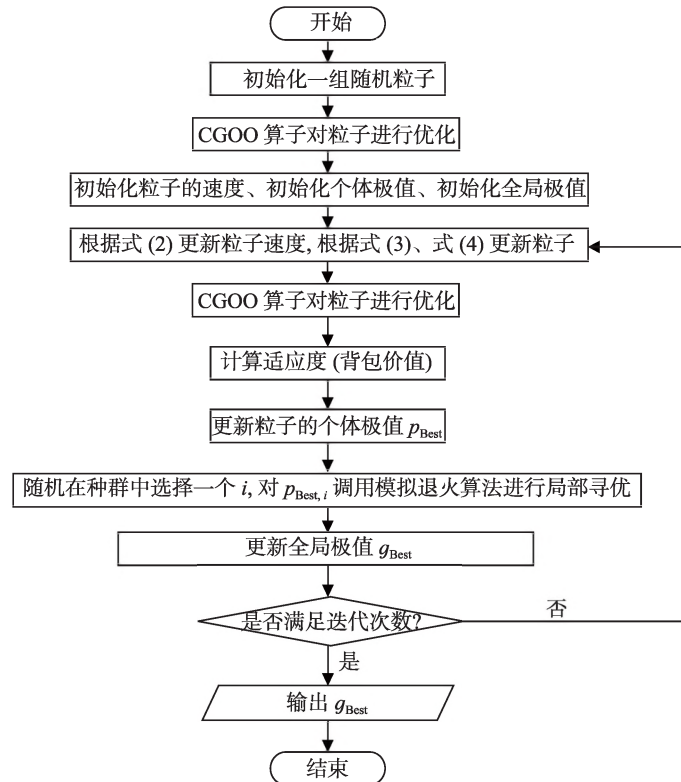 开始
初始化一组随机粒子
CGOO 算子对粒子进行优化
初始化粒子的速度、初始化个体极值、初始化全局极值
根据式 (2) 更新粒子速度, 根据式 (3)、式 (4) 更新粒子
CGOO 算子对粒子进行优化
计算适应度 (背包价值)
更新粒子的个体极值 pBest
随机在种群中选择一个 i, 对 pBest, i 调用模拟退火算法进行局部寻优
更新全局极值 gBest
是否满足迭代次数?
否
是
输出 gBest
结束